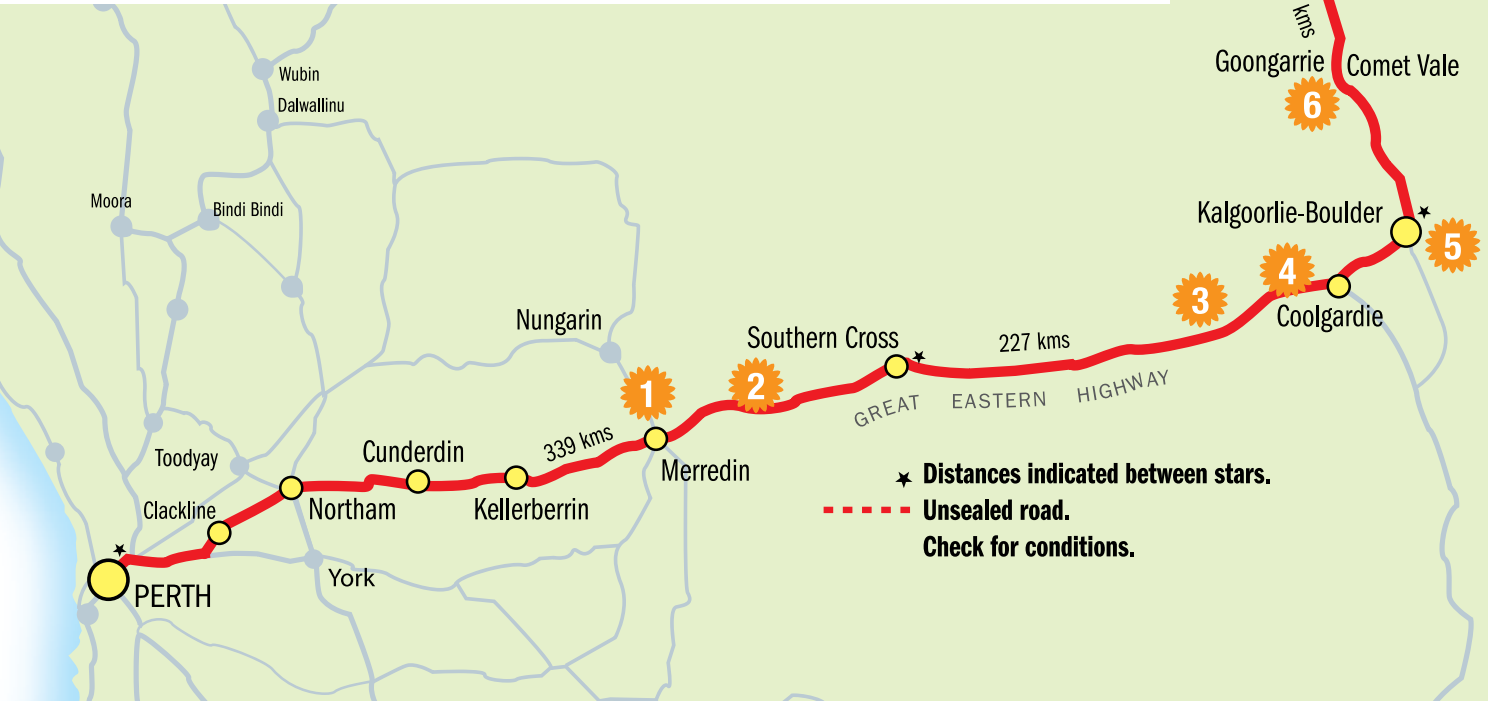 kms
Goongarrie
Comet Vale
6
Wubin
Dalwallinu
Moora
Bindi Bindi
Kalgoorlie-Boulder
5
4
3
Coolgardie
Nungarin
Southern Cross
227 kms
1
2
GREAT EASTERN HIGHWAY
339 kms
Cunderdin
Toodyay
Merredin
Distances indicated between stars.
Clackline
Northam
Kellerberrin
Unsealed road.
Check for conditions.
York
PERTH